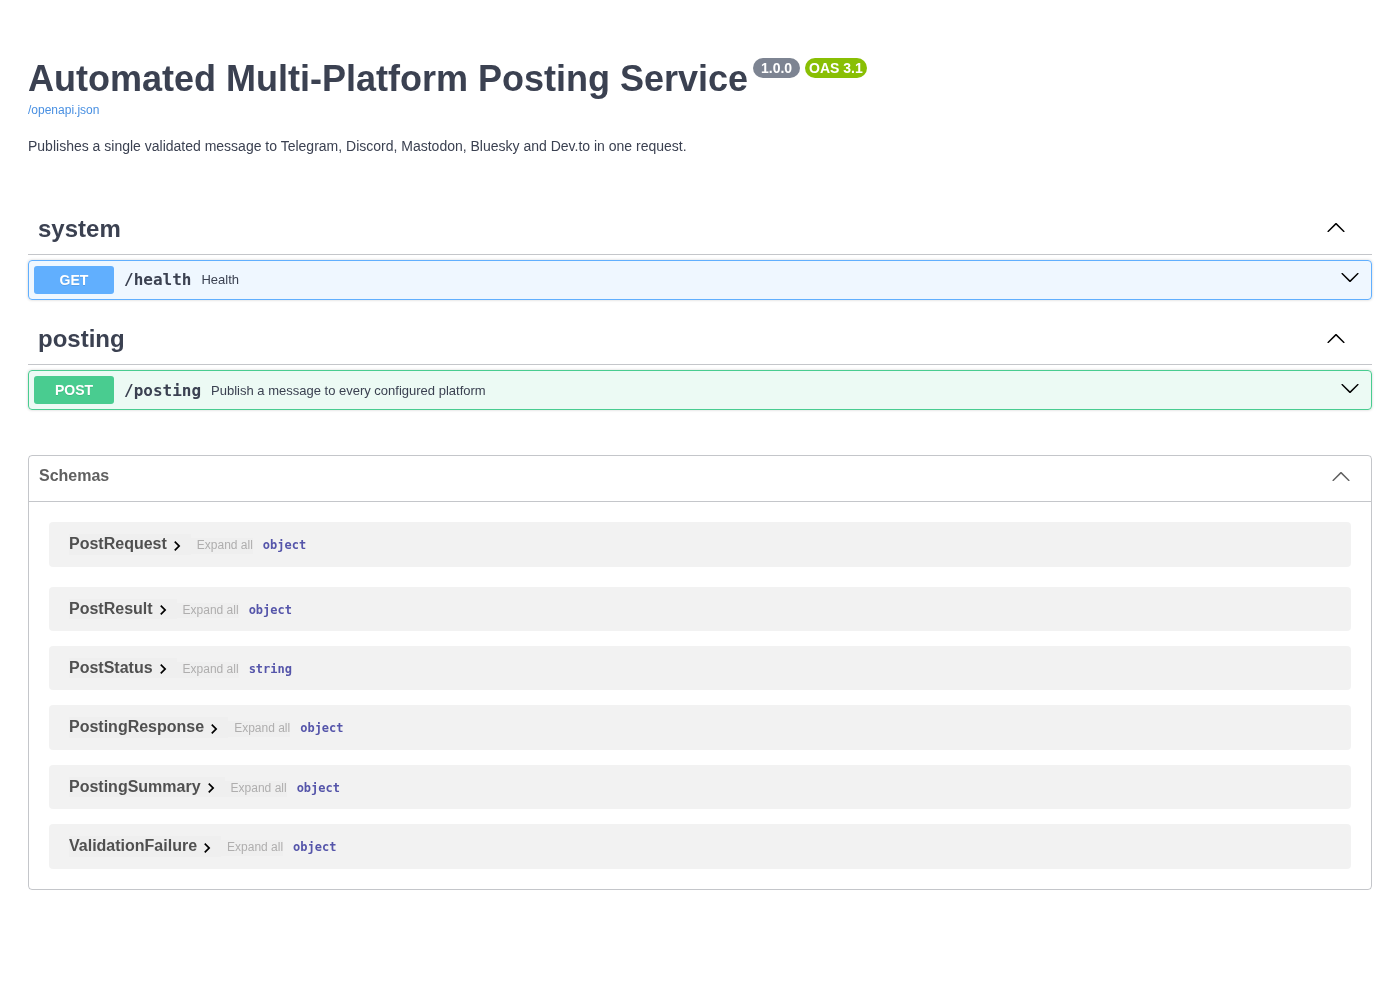 Automated Multi-Platform Posting Service 1.0.0 OAS 3.1
/openapi.json
Publishes a single validated message to Telegram, Discord, Mastodon, Bluesky and Dev.to in one request.
system
GET /health Health
posting
POST /posting Publish a message to every configured platform
Schemas
PostRequest Expand all object
PostResult Expand all object
PostStatus Expand all string
PostingResponse Expand all object
PostingSummary Expand all object
ValidationFailure Expand all object